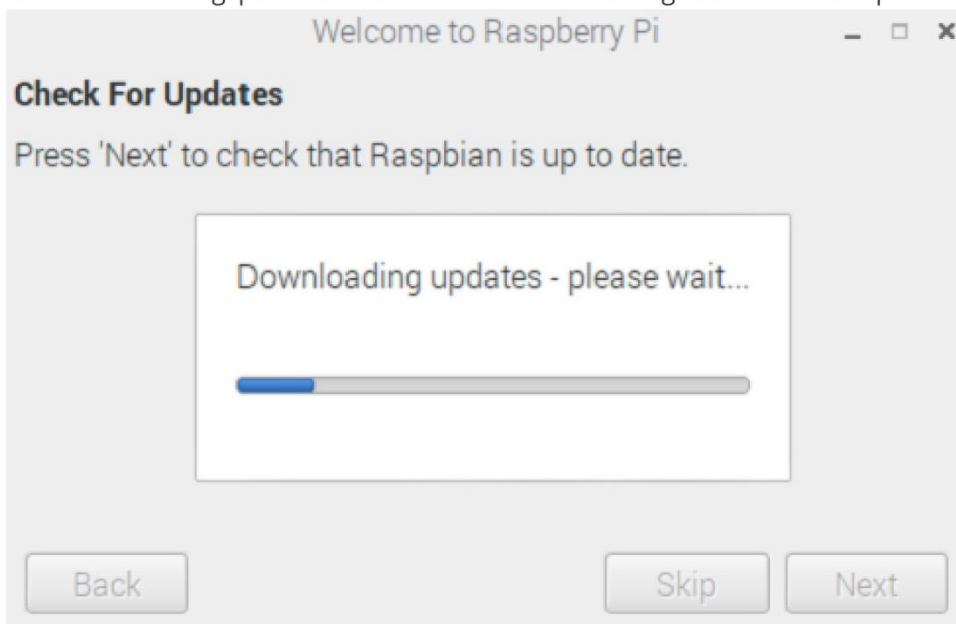 Welcome to Raspberry Pi
Check For Updates
Press 'Next' to check that Raspbian is up to date.
Downloading updates - please wait...
Back
Skip
Next